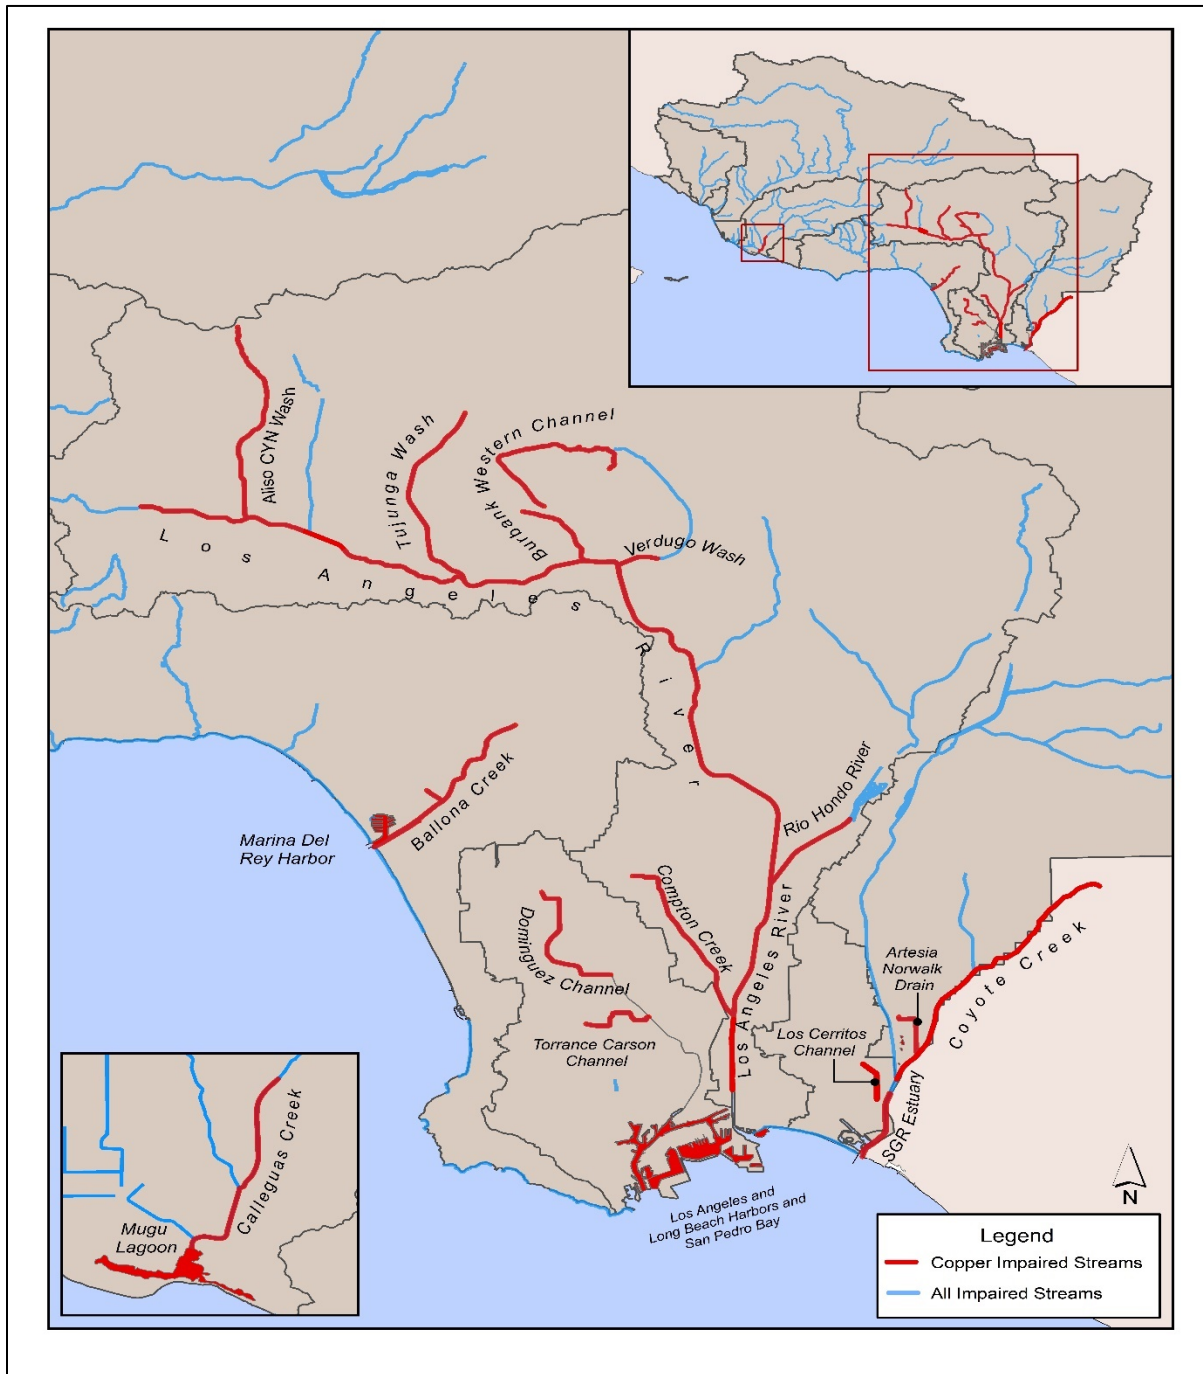 Aliso CYN Wash
Tujunga Wash
Burbank Western Channel
Verdugo Wash
Los Angeles River
Ballona Creek
Marina Del
Rey Harbor
Rio Hondo River
Compton Creek
Dominguez Channel
Los Angeles River
Torrance Carson
Channel
Artesia
Norwalk
Drain
Coyote Creek
Los Cerritos
Channel
SGR Estuary
Los Angeles and
Long Beach Harbors and
San Pedro Bay
Calleguas Creek
Mugu
Lagoon
N
Legend
Copper Impaired Streams
All Impaired Streams